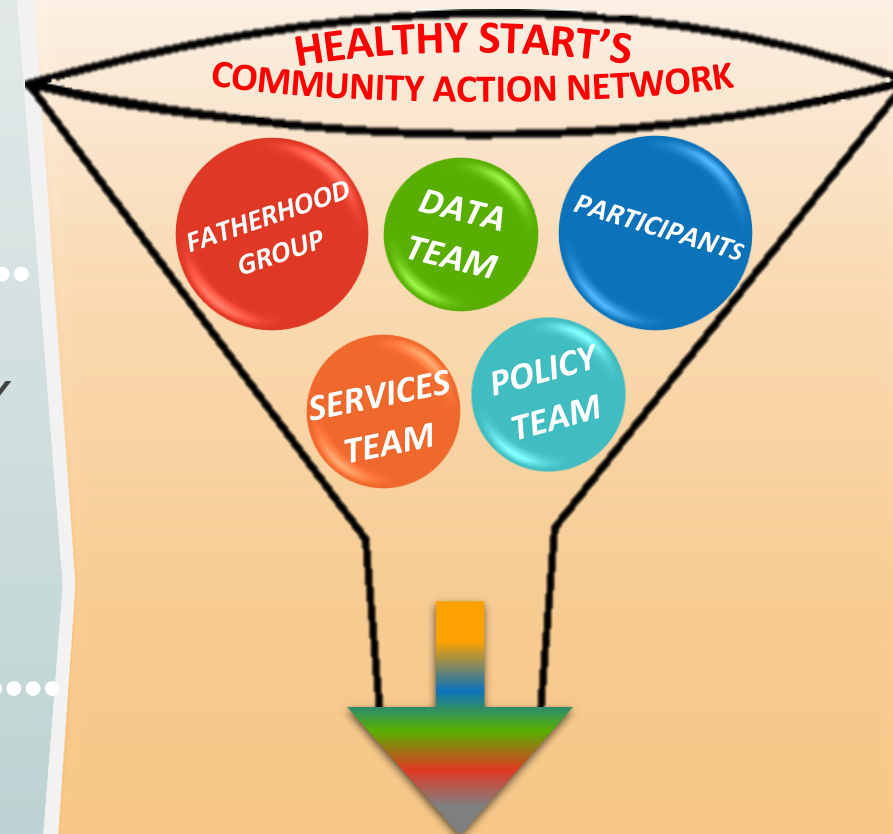 HEALTHY START’S
COMMUNITY ACTION NETWORK
FATHERHOOD
GROUP
DATA
TEAM
PARTICIPANTS
SERVICES
TEAM
POLICY
TEAM